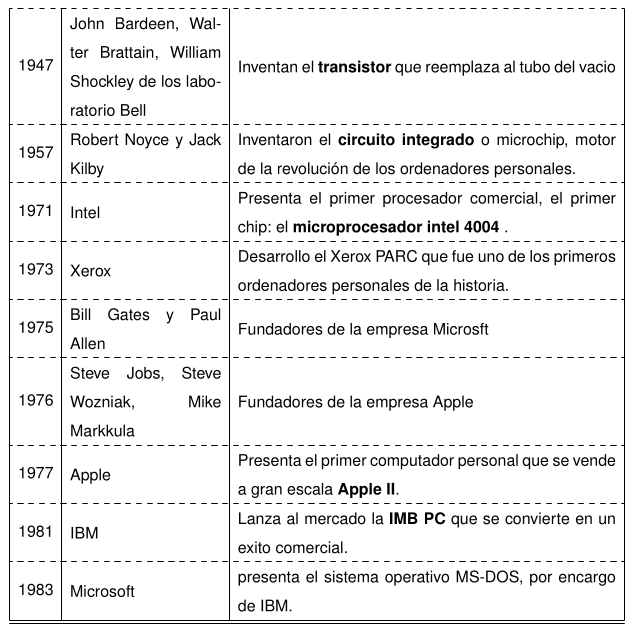 1947
John Bardeen, Wal-
ter Brattain, William
Shockley de los labo-
ratorio Bell
Inventan el transistor que reemplaza al tubo del vacio
1957
Robert Noyce y Jack
Kilby
Inventaron el circuito integrado o microchip, motor
de la revolución de los ordenadores personales.
1971
Intel
Presenta el primer procesador comercial, el primer
chip: el microprocesador intel 4004 .
1973
Xerox
Desarrollo el Xerox PARC que fue uno de los primeros
ordenadores personales de la historia.
1975
Bill Gates y Paul
Allen
Fundadores de la empresa Microsft
1976
Steve Jobs, Steve
Wozniak, Mike
Markkula
Fundadores de la empresa Apple
1977
Apple
Presenta el primer computador personal que se vende
a gran escala Apple II.
1981
IBM
Lanza al mercado la IMB PC que se convierte en un
exito comercial.
1983
Microsoft
presenta el sistema operativo MS-DOS, por encargo
de IBM.